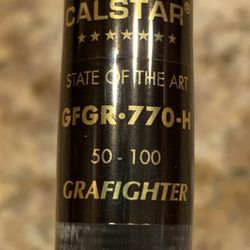 CALSTAR®
STATE OF THE ART
GFGR•770-H
50 - 100
GRAFIGHTER